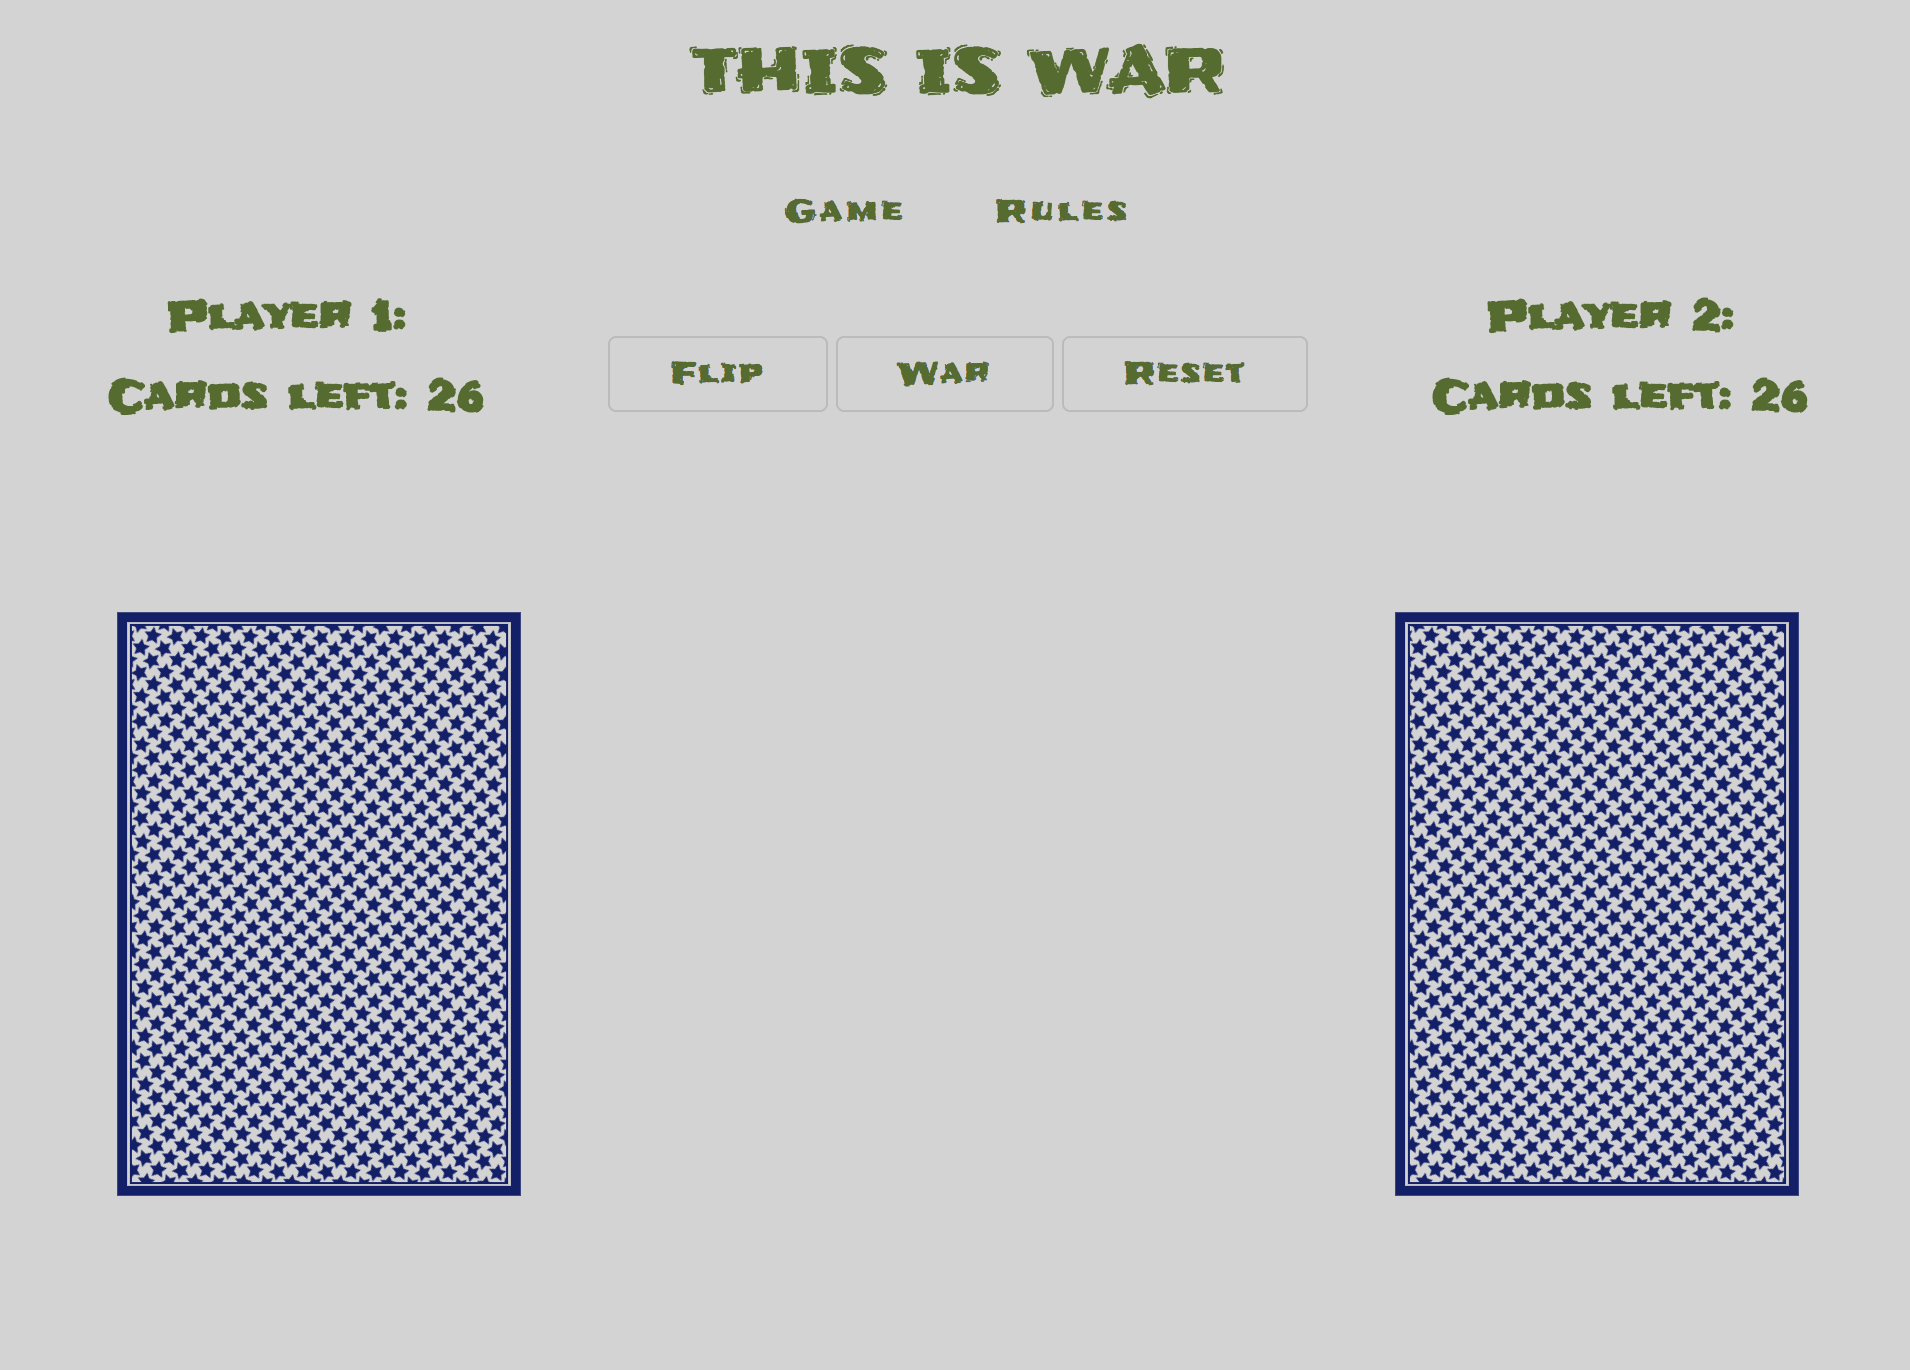 THIS IS WAR
Game Rules
Player 1:
Cards left: 26
Flip War Reset
Player 2:
Cards left: 26